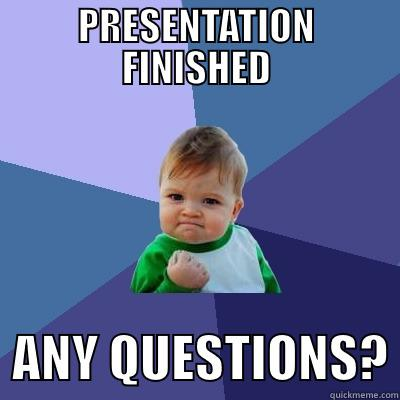 PRESENTATION
FINISHED
ANY QUESTIONS?
quickmeme.com